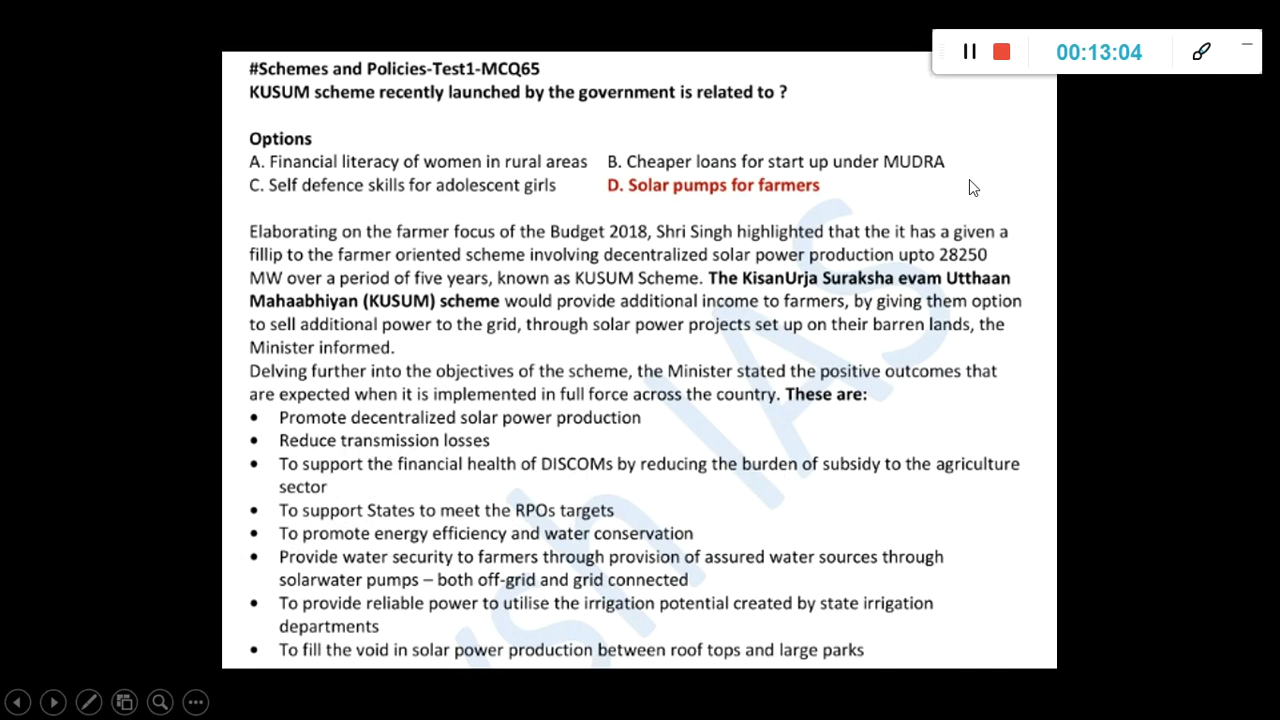 00:13:04
#Schemes and Policies-Test1-MCQ65
KUSUM scheme recently launched by the government is related to ?
Options
A. Financial literacy of women in rural areas B. Cheaper loans for start up under MUDRA
C. Self defence skills for adolescent girls D. Solar pumps for farmers
Elaborating on the farmer focus of the Budget 2018, Shri Singh highlighted that the it has a given a
fillip to the farmer oriented scheme involving decentralized solar power production upto 28250
MW over a period of five years, known as KUSUM Scheme. The KisanUrja Suraksha evam Utthaan
Mahaabhiyan (KUSUM) scheme would provide additional income to farmers, by giving them option
to sell additional power to the grid, through solar power projects set up on their barren lands, the
Minister informed.
Delving further into the objectives of the scheme, the Minister stated the positive outcomes that
are expected when it is implemented in full force across the country. These are:
• Promote decentralized solar power production
• Reduce transmission losses
• To support the financial health of DISCOMs by reducing the burden of subsidy to the agriculture
sector
• To support States to meet the RPOs targets
• To promote energy efficiency and water conservation
• Provide water security to farmers through provision of assured water sources through
solarwater pumps – both off-grid and grid connected
• To provide reliable power to utilise the irrigation potential created by state irrigation
departments
• To fill the void in solar power production between roof tops and large parks
sh IAS